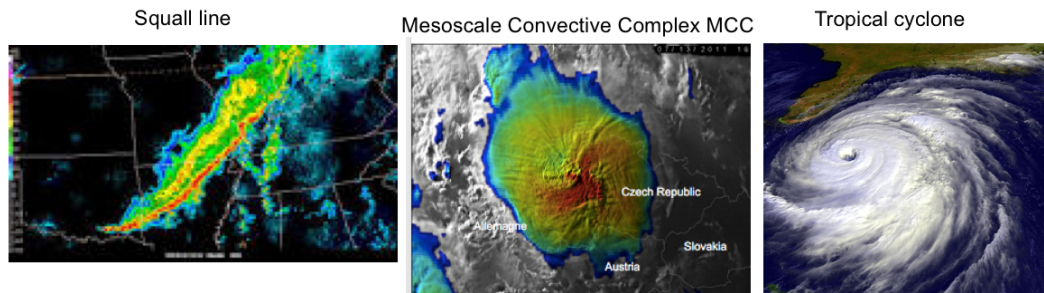 Squall line
Mesoscale Convective Complex MCC
Tropical cyclone
Czech Republic
Allemagne
Slovakia
Austria